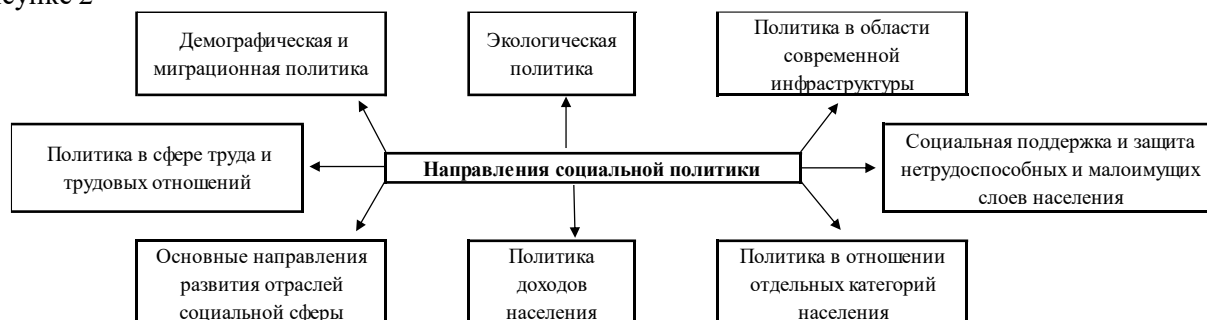 2
Демографическая и
миграционная политика
Экологическая
политика
Политика в области
современной
инфраструктуры
Политика в сфере труда и
трудовых отношений
Направления социальной политики
Социальная поддержка и защита
нетрудоспособных и малоимущих
слоев населения
Основные направления
развития отраслей
социальной сферы
Политика
доходов
населения
Политика в отношении
отдельных категорий
населения